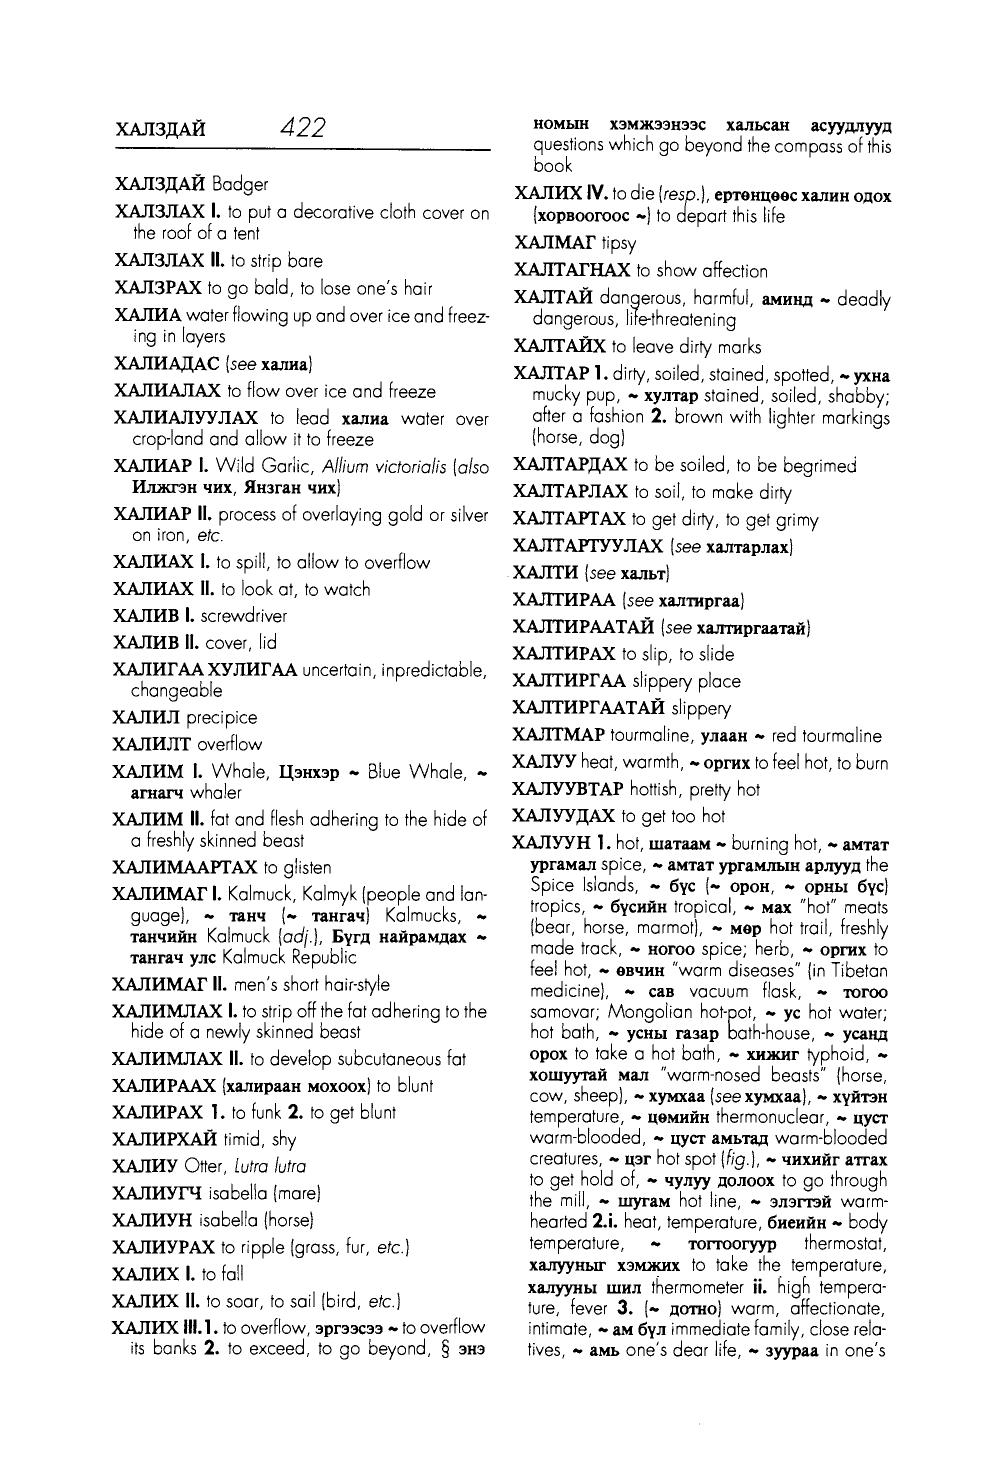 ХАЛЗДАЙ 422
ХАЛЗДАЙ Badger
ХАЛЗЛАХ I. to put a decorative cloth cover on
the roof of a tent
ХАЛЗЛАХ II. to strip bare
ХАЛЗРАХ to go bald, to lose one's hair
ХАЛИА water flowing up and over ice and freez-
ing in layers
ХАЛИАДАС (see халиа)
ХАЛИАЛАХ to flow over ice and freeze
ХАЛИАЛУУЛАХ to lead халиа water over
crop-land and allow it to freeze
ХАЛИАР I. Wild Garlic, Allium victorialis (also
Илжгэн чих, Янзган чих)
ХАЛИАР II. process of overlaying gold or silver
on iron, etc.
ХАЛИАХ I. to spill, to allow to overflow
ХАЛИАХ II. to look at, to watch
ХАЛИВ I. screwdriver
ХАЛИВ II. cover, lid
ХАЛИГАА ХУЛИГАА uncertain, inpredictable,
changeable
ХАЛИЛ precipice
ХАЛИЛТ overflow
ХАЛИМ I. Whale, Цэнхэр ~ Blue Whale, ~
агнагч whaler
ХАЛИМ II. fat and flesh adhering to the hide of
a freshly skinned beast
ХАЛИМААРТАХ to glisten
ХАЛИМАГ I. Kalmuck, Kalmyk (people and lan-
guage), ~ танч (~ тангач) Kalmucks, ~
танчийн Kalmuck (adj.), Бүгд найрамдах ~
тангач улс Kalmuck Republic
ХАЛИМАГ II. men's short hair-style
ХАЛИМЛАХ I. to strip off the fat adhering to the
hide of a newly skinned beast
ХАЛИМЛАХ II. to develop subcutaneous fat
ХАЛИРААХ (халираан мохоох) to blunt
ХАЛИРАХ 1. to funk 2. to get blunt
ХАЛИРХАЙ timid, shy
ХАЛИУ Otter, Lutra lutra
ХАЛИУГЧ isabella (mare)
ХАЛИУН isabella (horse)
ХАЛИУРАХ to ripple (grass, fur, etc.)
ХАЛИХ I. to fall
ХАЛИХ II. to soar, to sail (bird, etc.)
ХАЛИХ III.1. to overflow, эргээсээ ~ to overflow
its banks 2. to exceed, to go beyond, § энэ
номын хэмжээнээс хальсан асуудлууд
questions which go beyond the compass of this
book
ХАЛИХ IV. to die (resp.), ертөнцөөс халин одох
(хорвоогоос ~) to depart this life
ХАЛМАГ tipsy
ХАЛТАГНАХ to show affection
ХАЛТАЙ dangerous, harmful, аминд ~ deadly
dangerous, life-threatening
ХАЛТАЙХ to leave dirty marks
ХАЛТАР 1. dirty, soiled, stained, spotted, ~ ухна
mucky pup, ~ хултар stained, soiled, shabby;
after a fashion 2. brown with lighter markings
(horse, dog)
ХАЛТАРДАХ to be soiled, to be begrimed
ХАЛТАРЛАХ to soil, to make dirty
ХАЛТАРТАХ to get dirty, to get grimy
ХАЛТАРТУУЛАХ (see халтарлах)
ХАЛТИ (see хальт)
ХАЛТИРАА (see халтиргаа)
ХАЛТИРААТАЙ (see халтиргаатай)
ХАЛТИРАХ to slip, to slide
ХАЛТИРГАА slippery place
ХАЛТИРГААТАЙ slippery
ХАЛТМАР tourmaline, улаан ~ red tourmaline
ХАЛУУ heat, warmth, ~ оргих to feel hot, to burn
ХАЛУУВТАР hottish, pretty hot
ХАЛУУДАХ to get too hot
ХАЛУУН 1. hot, шатаам ~ burning hot, ~ амтат
ургамал spice, ~ амтат ургамлын арлууд the
Spice Islands, ~ бүс (~ орон, ~ орны бүс)
tropics, ~ бүсийн tropical, ~ мах "hot" meats
(bear, horse, marmot), ~ мөр hot trail, freshly
made track, ~ ногоо spice; herb, ~ оргих to
feel hot, ~ өвчин "warm diseases" (in Tibetan
medicine), ~ сав vacuum flask, ~ тогоо
samovar; Mongolian hot-pot, ~ ус hot water;
hot bath, ~ усны газар bath-house, ~ усанд
орох to take a hot bath, ~ хижиг typhoid, ~
хошуутай мал "warm-nosed beasts" (horse,
cow, sheep), ~ хумхаа (see хумхаа), ~ хүйтэн
temperature, ~ цөмийн thermonuclear, ~ цуст
warm-blooded, ~ цуст амьтад warm-blooded
creatures, ~ цэг hot spot (fig.), ~ чихийг атгах
to get hold of, ~ чулуу долоох to go through
the mill, ~ шугам hot line, ~ элэгтэй warm-
hearted 2.i. heat, temperature, биеийн ~ body
temperature, ~ тогтоогуур thermostat,
халууныг хэмжих to take the temperature,
халууны шил thermometer ii. high tempera-
ture, fever 3. (~ дотно) warm, affectionate,
intimate, ~ ам бүл immediate family, close rela-
tives, ~ амь one's dear life, ~ зуураа in one's